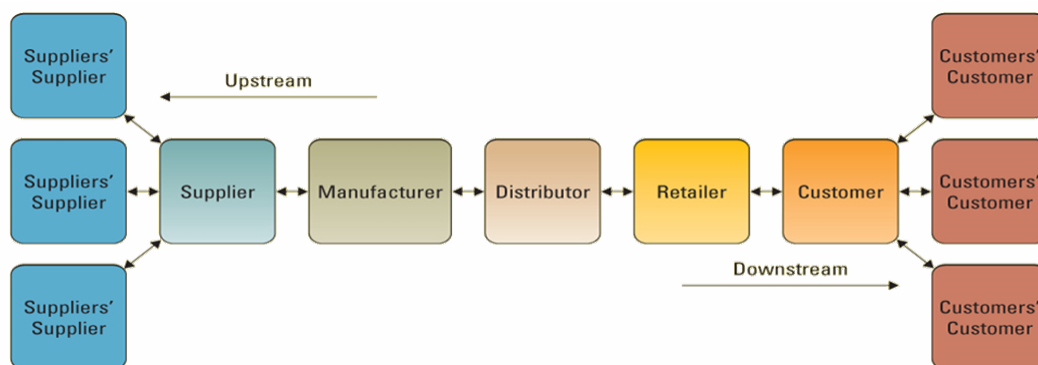 Suppliers'
Supplier
Upstream
Customers'
Customer
Suppliers'
Supplier
Supplier
Manufacturer
Distributor
Retailer
Customer
Customers'
Customer
Downstream
Suppliers'
Supplier
Customers'
Customer